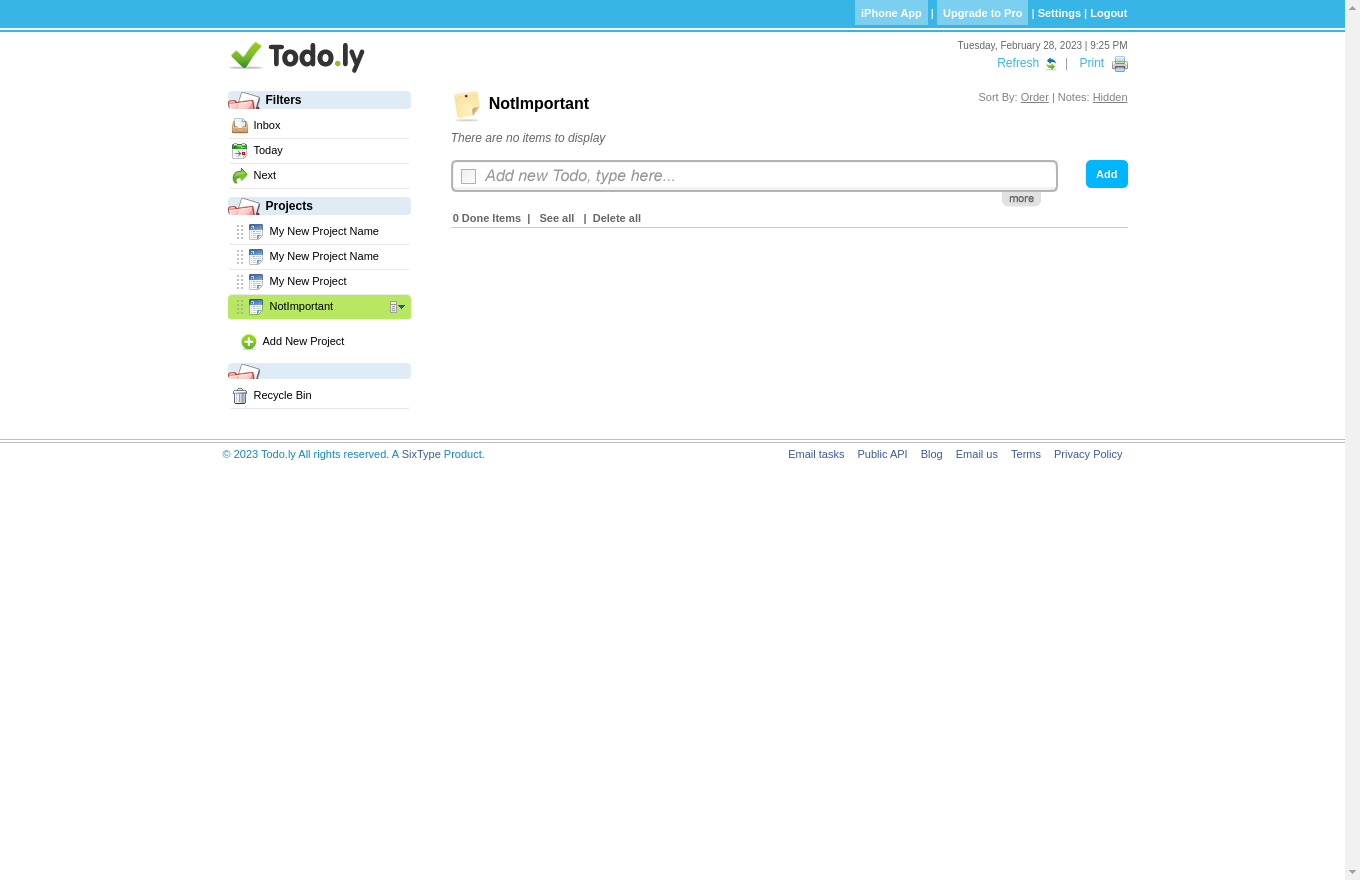 iPhone App | Upgrade to Pro | Settings | Logout
Todo.ly
Tuesday, February 28, 2023 | 9:25 PM
Refresh | Print
Filters
Inbox
Today
Next
Projects
My New Project Name
My New Project Name
My New Project
NotImportant
Add New Project
Recycle Bin
NotImportant
Sort By: Order | Notes: Hidden
There are no items to display
Add new Todo, type here...
Add
more
0 Done Items | See all | Delete all
© 2023 Todo.ly All rights reserved. A SixType Product.
Email tasks Public API Blog Email us Terms Privacy Policy